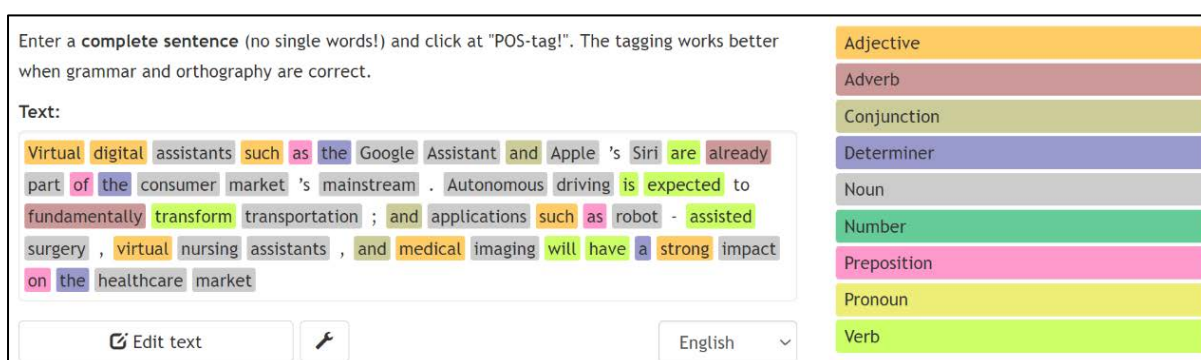 Enter a complete sentence (no single words!) and click at "POS-tag!". The tagging works better
when grammar and orthography are correct.
Text:
Virtual digital assistants such as the Google Assistant and Apple 's Siri are already
part of the consumer market 's mainstream . Autonomous driving is expected to
fundamentally transform transportation ; and applications such as robot - assisted
surgery , virtual nursing assistants , and medical imaging will have a strong impact
on the healthcare market
Edit text
English
Adjective
Adverb
Conjunction
Determiner
Noun
Number
Preposition
Pronoun
Verb